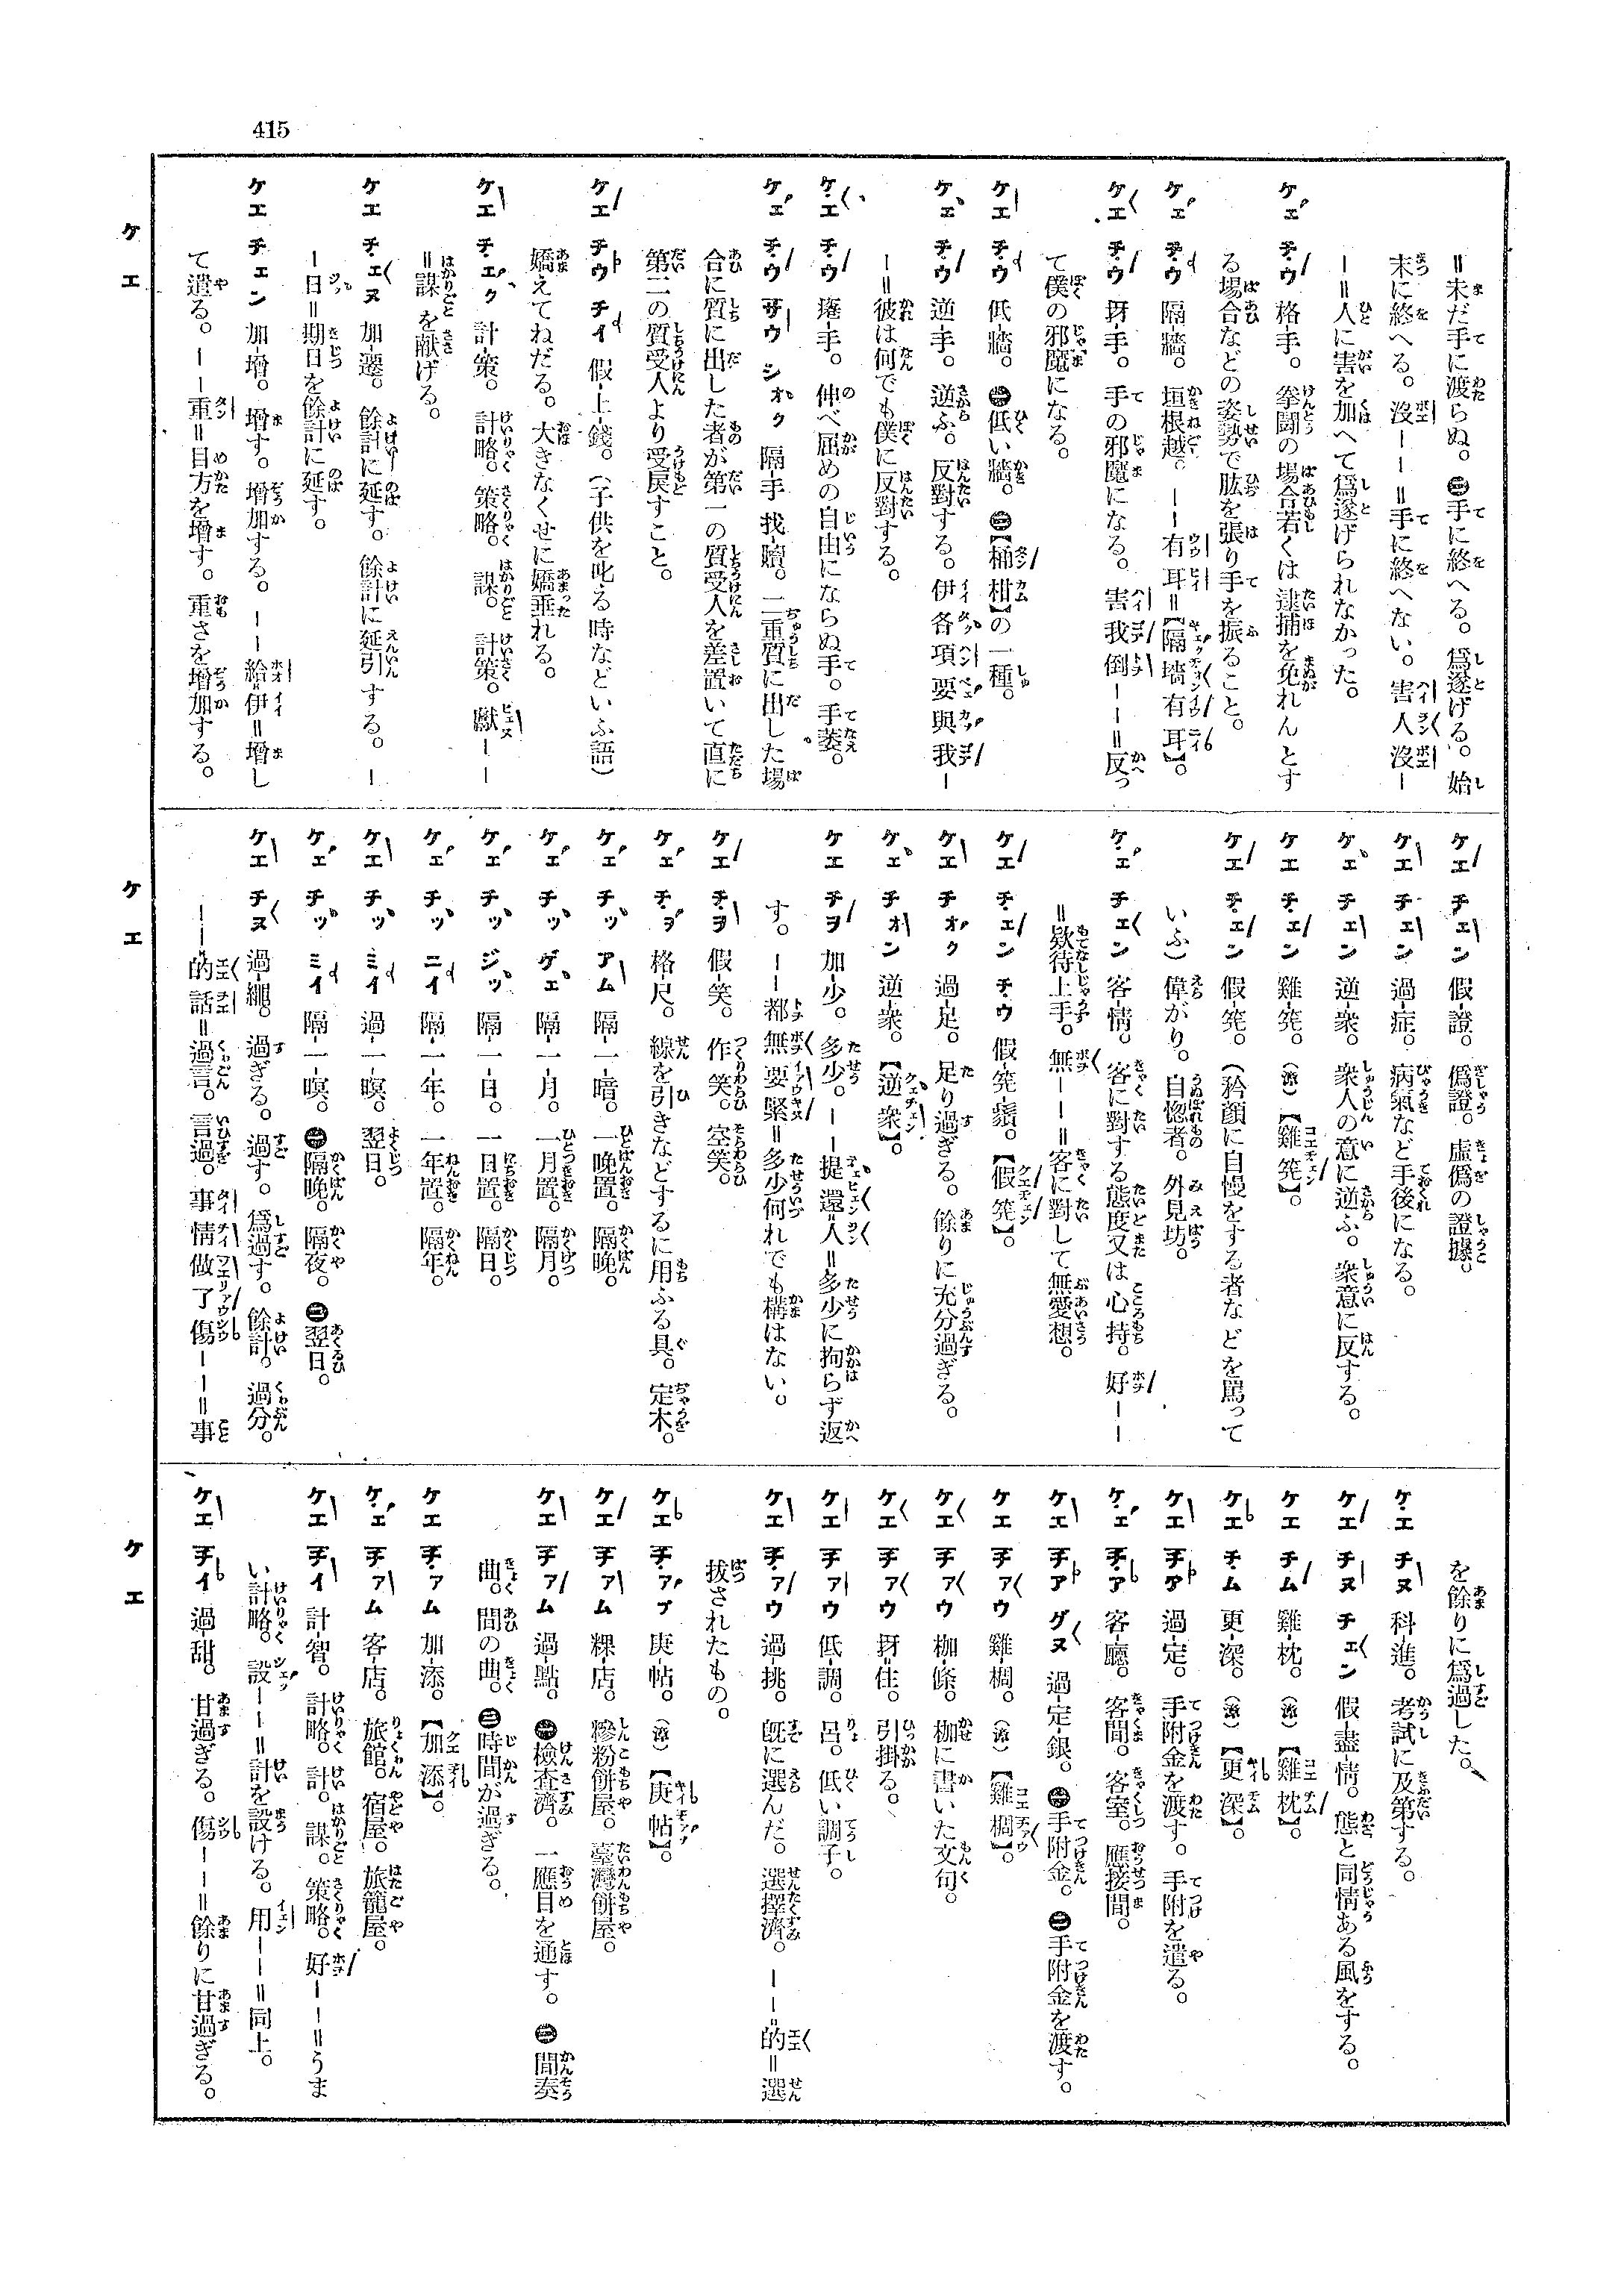 415
ケエ
＝未だ手に渡らぬ。㊁手に終へる。爲遂げる。始
末に終へる。沒ーー＝手に終へない。害人沒ー
ー＝人に害を加へて爲遂げられなかった。
ケエ チウ 格-手。拳闘の場合若くは逮捕を免れんとす
る場合などの姿勢で肱を張り手を振ること。
ケエ チウ 隔-牆。垣根越。ーー有耳＝【隔墻有耳】。
ケエ チウ 拜-手。手の邪魔になる。害我倒ーー＝反っ
て僕の邪魔になる。
ケエ チウ 低-牆。㊀低い牆。㊁【桶柑】の一種。
ケエ チウ 逆-手。逆ふ。反對する。伊各項要與我ー
ー＝彼は何でも僕に反對する。
ケエ チウ 手。伸べ屈めの自由にならぬ手。手萎。
ケエ チウ サウ シオク 隔-手 找-贖。二重質に出した場
合に質に出した者が第一の質受人を差置いて直に
第二の質受人より受戻すこと。
ケエ チウ チイ 假-上-錢。（子供を叱える時などいふ語）
嬌えてねだる。大きなくせに嬌垂れる。
ケエ チエク 計-策。計略。策略。謀。計策。獻ーー
＝謀を献げる。
ケエ チエヌ 加-遷。餘計に延す。餘計に延引する。ー
ー日＝期日を餘計に延す。
ケエ チエン 加-增。增す。增加する。ーー給伊＝增し
て遣る。ーー重＝目方を增す。重さを增加する。
ケエ
ケエ チエン 假-證。僞證。虛僞の證據。
ケエ チエン 過-症。病氣など手後になる。
ケエ チエン 逆-衆。衆人の意に逆ふ。衆意に反する。
ケエ チエン 雞-筅。（漳）【雞筅】。
ケエ チエン 假-筅。（矜顏に自慢をする者などを罵って
いふ）偉がり。自惚者。外見坊。
ケエ チエン 客-情。客に對する態度又は心持。好ーー
＝欵待上手。無ーー＝客に對して無愛想。
ケエ チエン チウ 假-筅-鬚。【假筅】。
ケエ チオク 過-足。足り過ぎる。餘りに充分過ぎる。
ケエ チオン 逆-衆。【逆衆】。
ケエ チヲ 加-少。多少。ーー提還人＝多少に拘らず返
す。ーー都無要緊＝多少何れでも構はない。
ケエ チヲ 假-笑。作笑。空笑。
ケエ チヲ 格-尺。線を引きなどするに用ふる具。定木。
ケエ チッ アム 隔-一-暗。一晩置。隔晩。
ケエ チッ ゲエ 隔-一-月。一月置。隔月。
ケエ チッ ジッ 隔-一-日。一日置。隔日。
ケエ チッ ニイ 隔-一-年。一年置。隔年。
ケエ チッ ミイ 過-一-暝。翌日。
ケエ チッ ミイ 隔-一-暝。㊀隔晩。隔夜。㊁翌日。
ケエ チヌ 過-繩。過ぎる。過す。爲過す。餘計。過分。
ーー的話＝過言。言過。事情做了傷ーー＝事
ケエ
を餘りに爲過した。
ケエ チヌ 科-進。考試に及第する。
ケエ チヌ チエン 假-盡-情。態と同情ある風をする。
ケエ チム 雞-枕。（漳）【雞枕】。
ケエ チム 更-深。（漳）【更深】。
ケエ チア 過-定。手附金を渡す。手附を遣る。
ケエ チア 客-廳。客間。客室。應接間。
ケエ チア グヌ 過-定-銀。㊀手附金。㊁手附金を渡す。
ケエ チアウ 雞-椆。（漳）【雞椆】。
ケエ チアウ 枷-條。枷に書いた文句。
ケエ チアウ 住。引掛る。
ケエ チアウ 低-調。呂。低い調子。
ケエ チアウ 過-挑。既に選んだ。選擇濟。ーー的＝選
拔されたもの。
ケエ チアプ 庚帖。（漳）【庚帖】。
ケエ チアム 粿-店。糝粉餅屋。臺灣餅屋。
ケエ チアム 過-點。㊀檢査濟。一應目を通す。㊁間奏
曲。間の曲。㊂時間が過ぎる。
ケエ チアム 加-添。【加添】。
ケエ チアム 客-店。旅館。宿屋。旅籠屋。
ケエ チイ 計-智。計略。計。謀。策略。好ーー＝うま
い計略。設ーー＝計を設ける。用ーー＝同上。
ケエ チイ 過-甜。甘過ぎる。傷ーー＝餘りに甘過ぎる。
ケエ